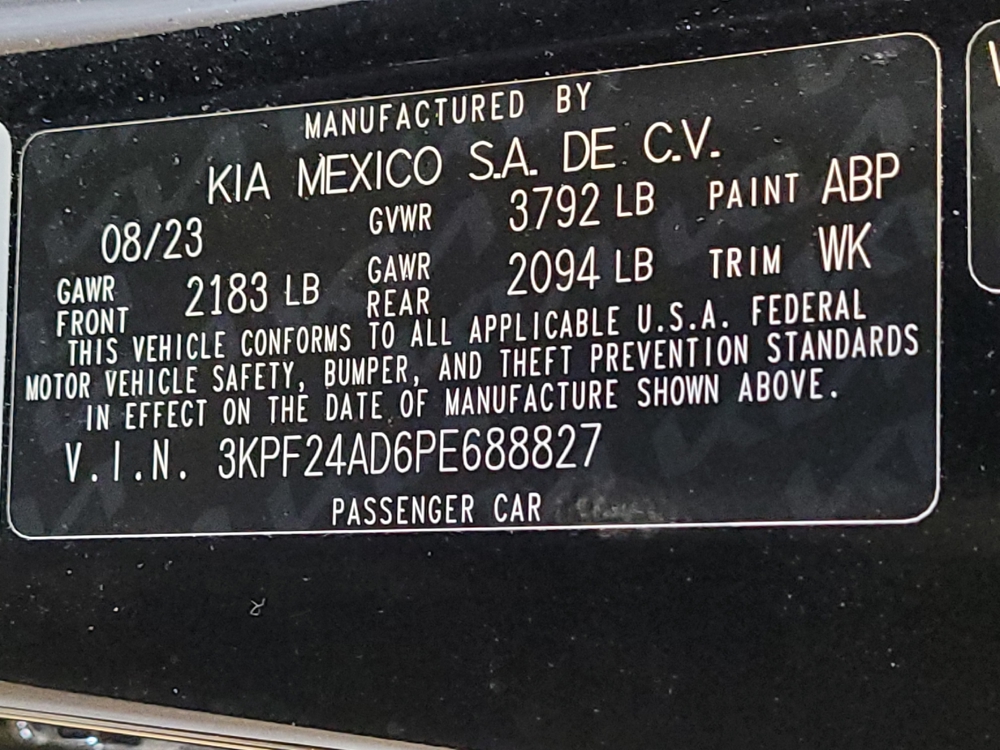 MANUFACTURED BY
KIA MEXICO S.A. DE C.V.
08/23 GVWR 3792 LB PAINT ABP
GAWR FRONT 2183 LB GAWR REAR 2094 LB TRIM WK
THIS VEHICLE CONFORMS TO ALL APPLICABLE U.S.A. FEDERAL
MOTOR VEHICLE SAFETY, BUMPER, AND THEFT PREVENTION STANDARDS
IN EFFECT ON THE DATE OF MANUFACTURE SHOWN ABOVE.
V.I.N. 3KPF24AD6PE688827
PASSENGER CAR